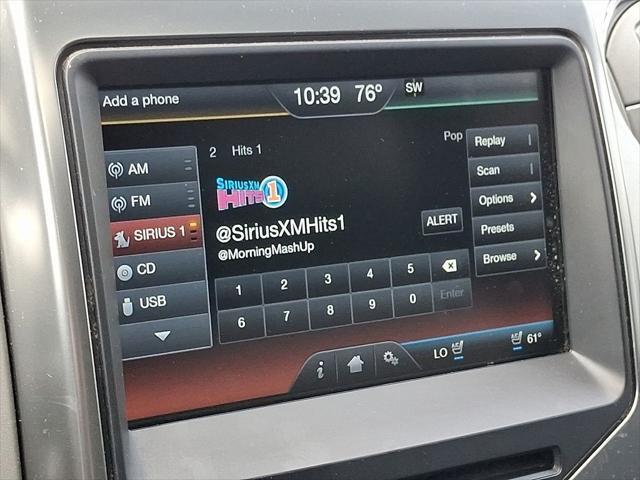 Add a phone
10:39 76° SW
2 Hits 1 Pop
AM
FM
SIRIUS 1
CD
USB
SIRIUSXM
HITS 1
@SiriusXMHits1
@MorningMashUp
ALERT
1 2 3 4 5
6 7 8 9 0 Enter
Replay
Scan
Options
Presets
Browse
i
LO A/C
A/C 61°